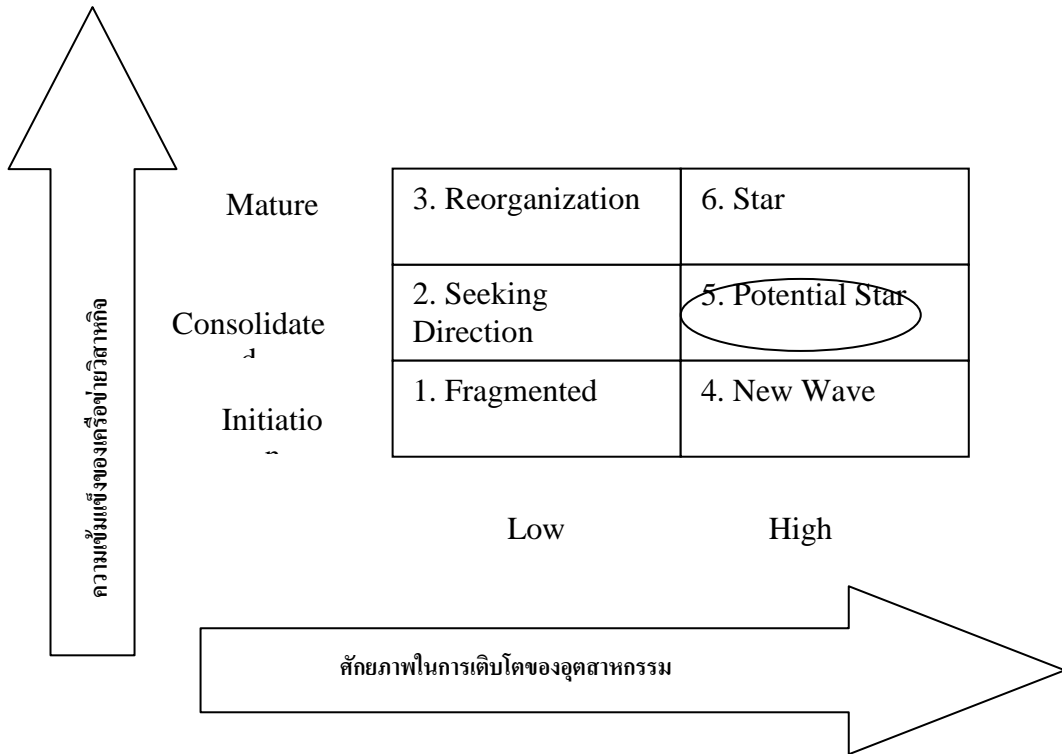 Mature
3. Reorganization
6. Star
Consolidate
d
2. Seeking
Direction
5. Potential Star
Initiatio
n
1. Fragmented
4. New Wave
Low
High
ความเข้มแข็งของเครือข่ายวิสาหกิจ
ศักยภาพในการเติบโตของอุตสาหกรรม